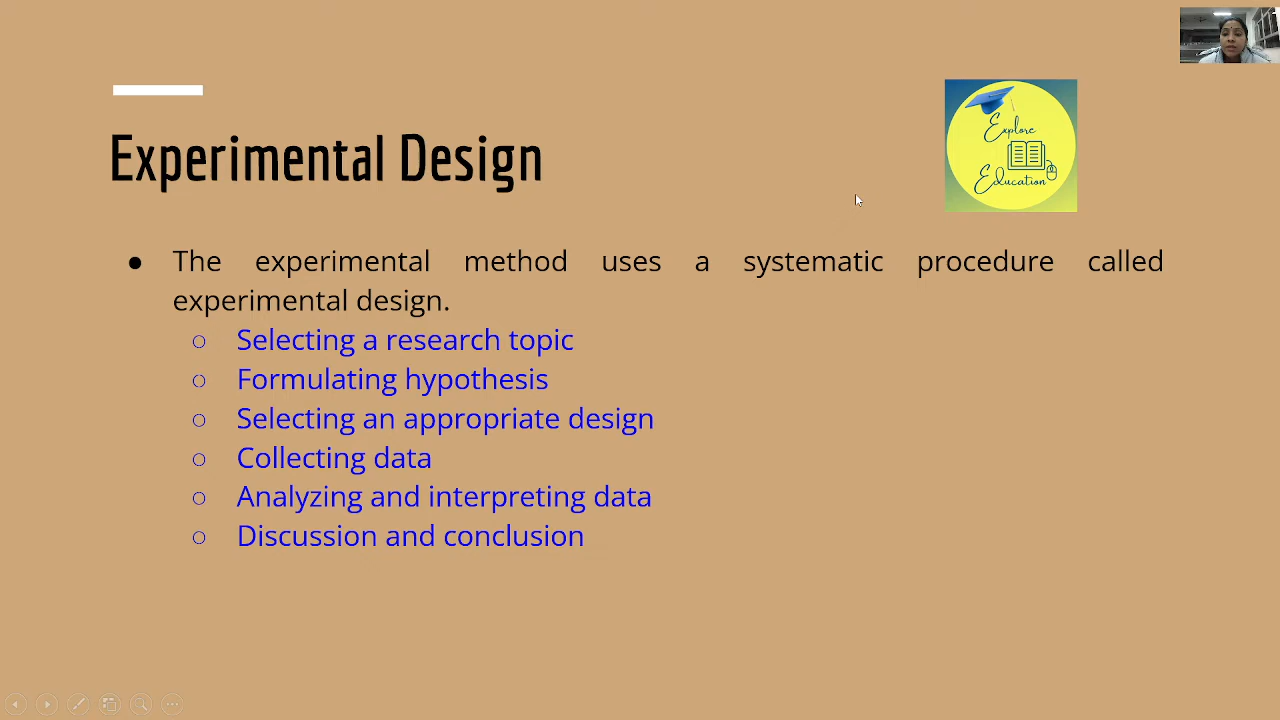 Explore
Education
Experimental Design
● The experimental method uses a systematic procedure called
experimental design.
○ Selecting a research topic
○ Formulating hypothesis
○ Selecting an appropriate design
○ Collecting data
○ Analyzing and interpreting data
○ Discussion and conclusion